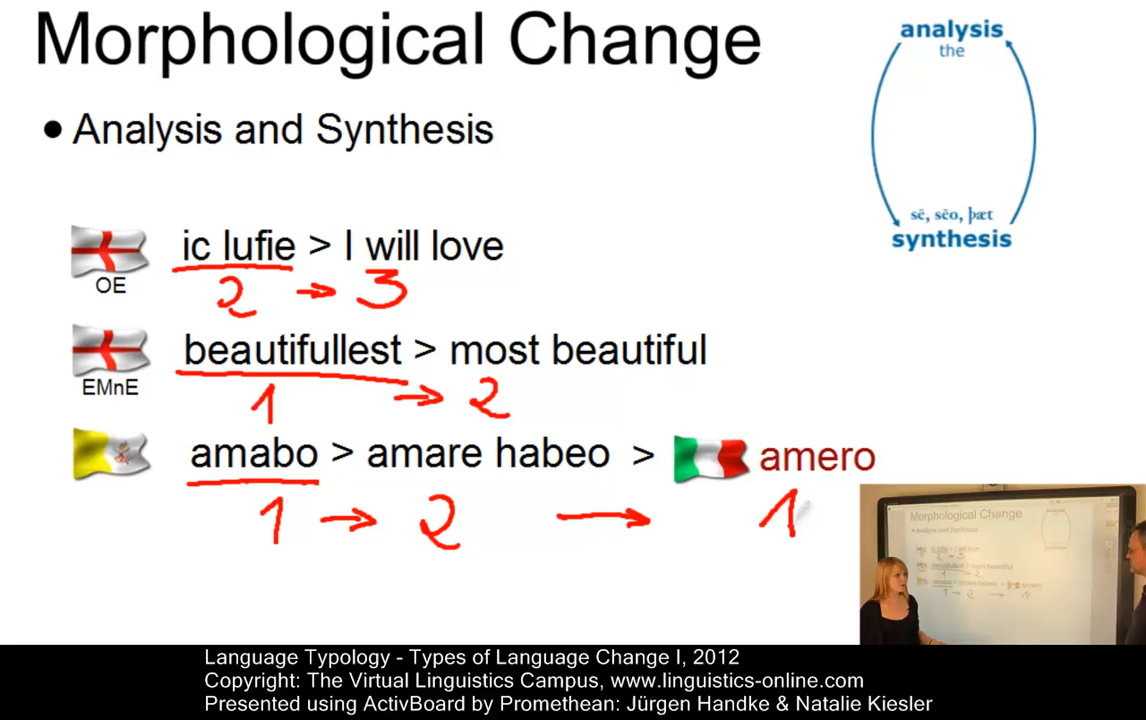 Morphological Change
analysis
the
• Analysis and Synthesis
sē, sēo, þæt
synthesis
ic lufie > I will love
OE
2 → 3
beautifullest > most beautiful
EMnE
1 → 2
amabo > amare habeo > amero
1 → 2 → 1
Morphological Change
Language Typology - Types of Language Change I, 2012
Copyright: The Virtual Linguistics Campus, www.linguistics-online.com
Presented using ActivBoard by Promethean: Jürgen Handke & Natalie Kiesler